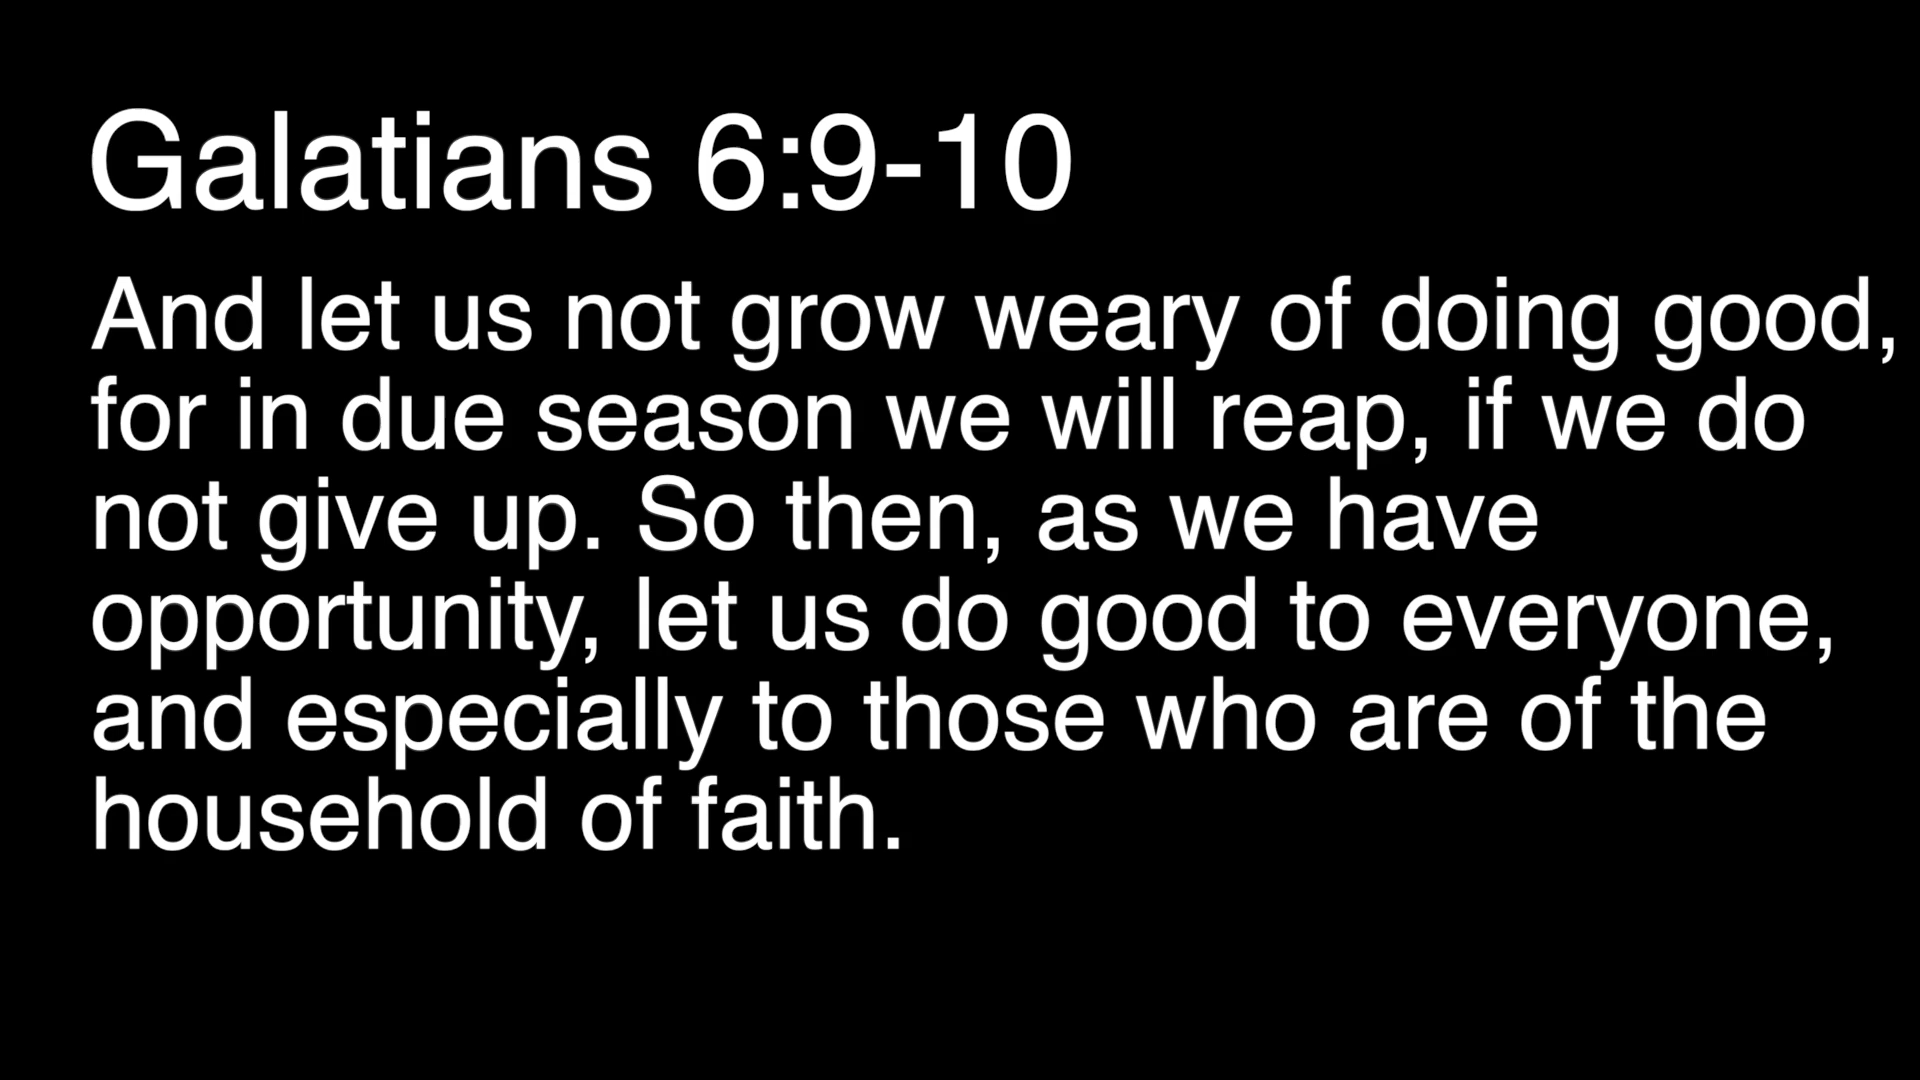 Galatians 6:9-10
And let us not grow weary of doing good,
for in due season we will reap, if we do
not give up. So then, as we have
opportunity, let us do good to everyone,
and especially to those who are of the
household of faith.